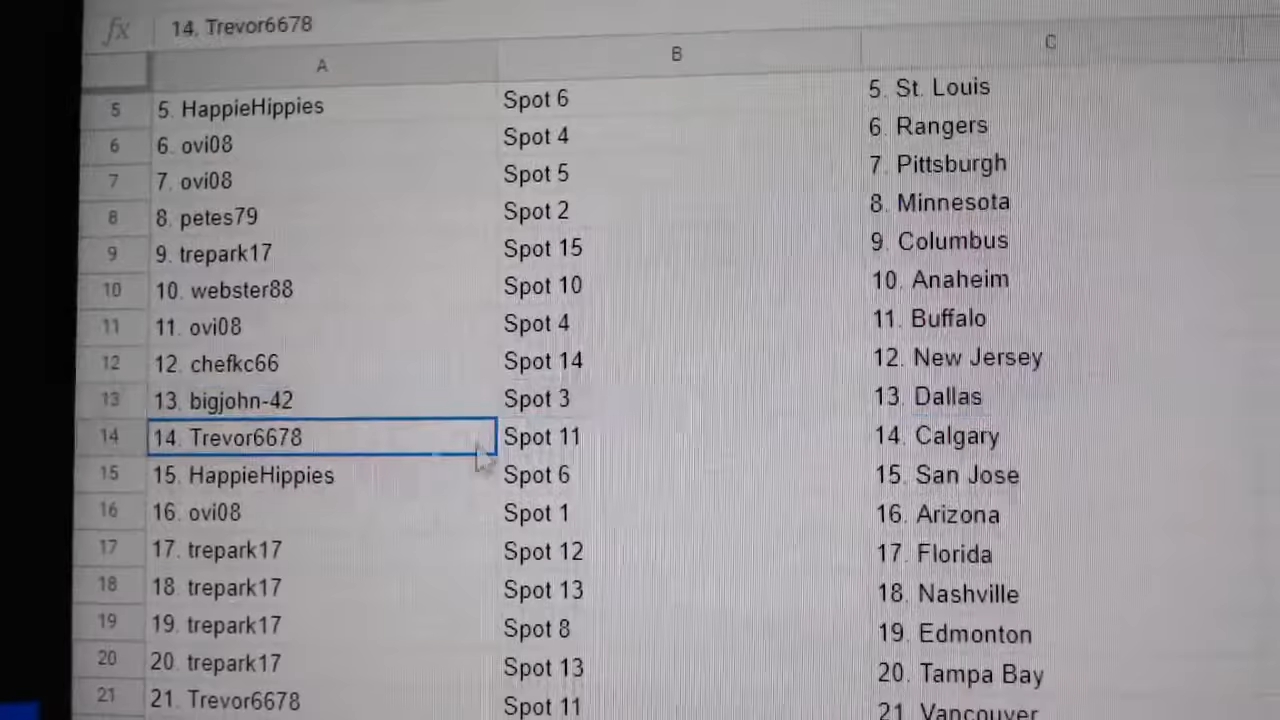 fx 14. Trevor6678
A B C
5 5. HappieHippies Spot 6 5. St. Louis
6 6. ovi08 Spot 4 6. Rangers
7 7. ovi08 Spot 5 7. Pittsburgh
8 8. petes79 Spot 2 8. Minnesota
9 9. trepark17 Spot 15 9. Columbus
10 10. webster88 Spot 10 10. Anaheim
11 11. ovi08 Spot 4 11. Buffalo
12 12. chefkc66 Spot 14 12. New Jersey
13 13. bigjohn-42 Spot 3 13. Dallas
14 14. Trevor6678 Spot 11 14. Calgary
15 15. HappieHippies Spot 6 15. San Jose
16 16. ovi08 Spot 1 16. Arizona
17 17. trepark17 Spot 12 17. Florida
18 18. trepark17 Spot 13 18. Nashville
19 19. trepark17 Spot 8 19. Edmonton
20 20. trepark17 Spot 13 20. Tampa Bay
21 21. Trevor6678 Spot 11 21. Vancouver